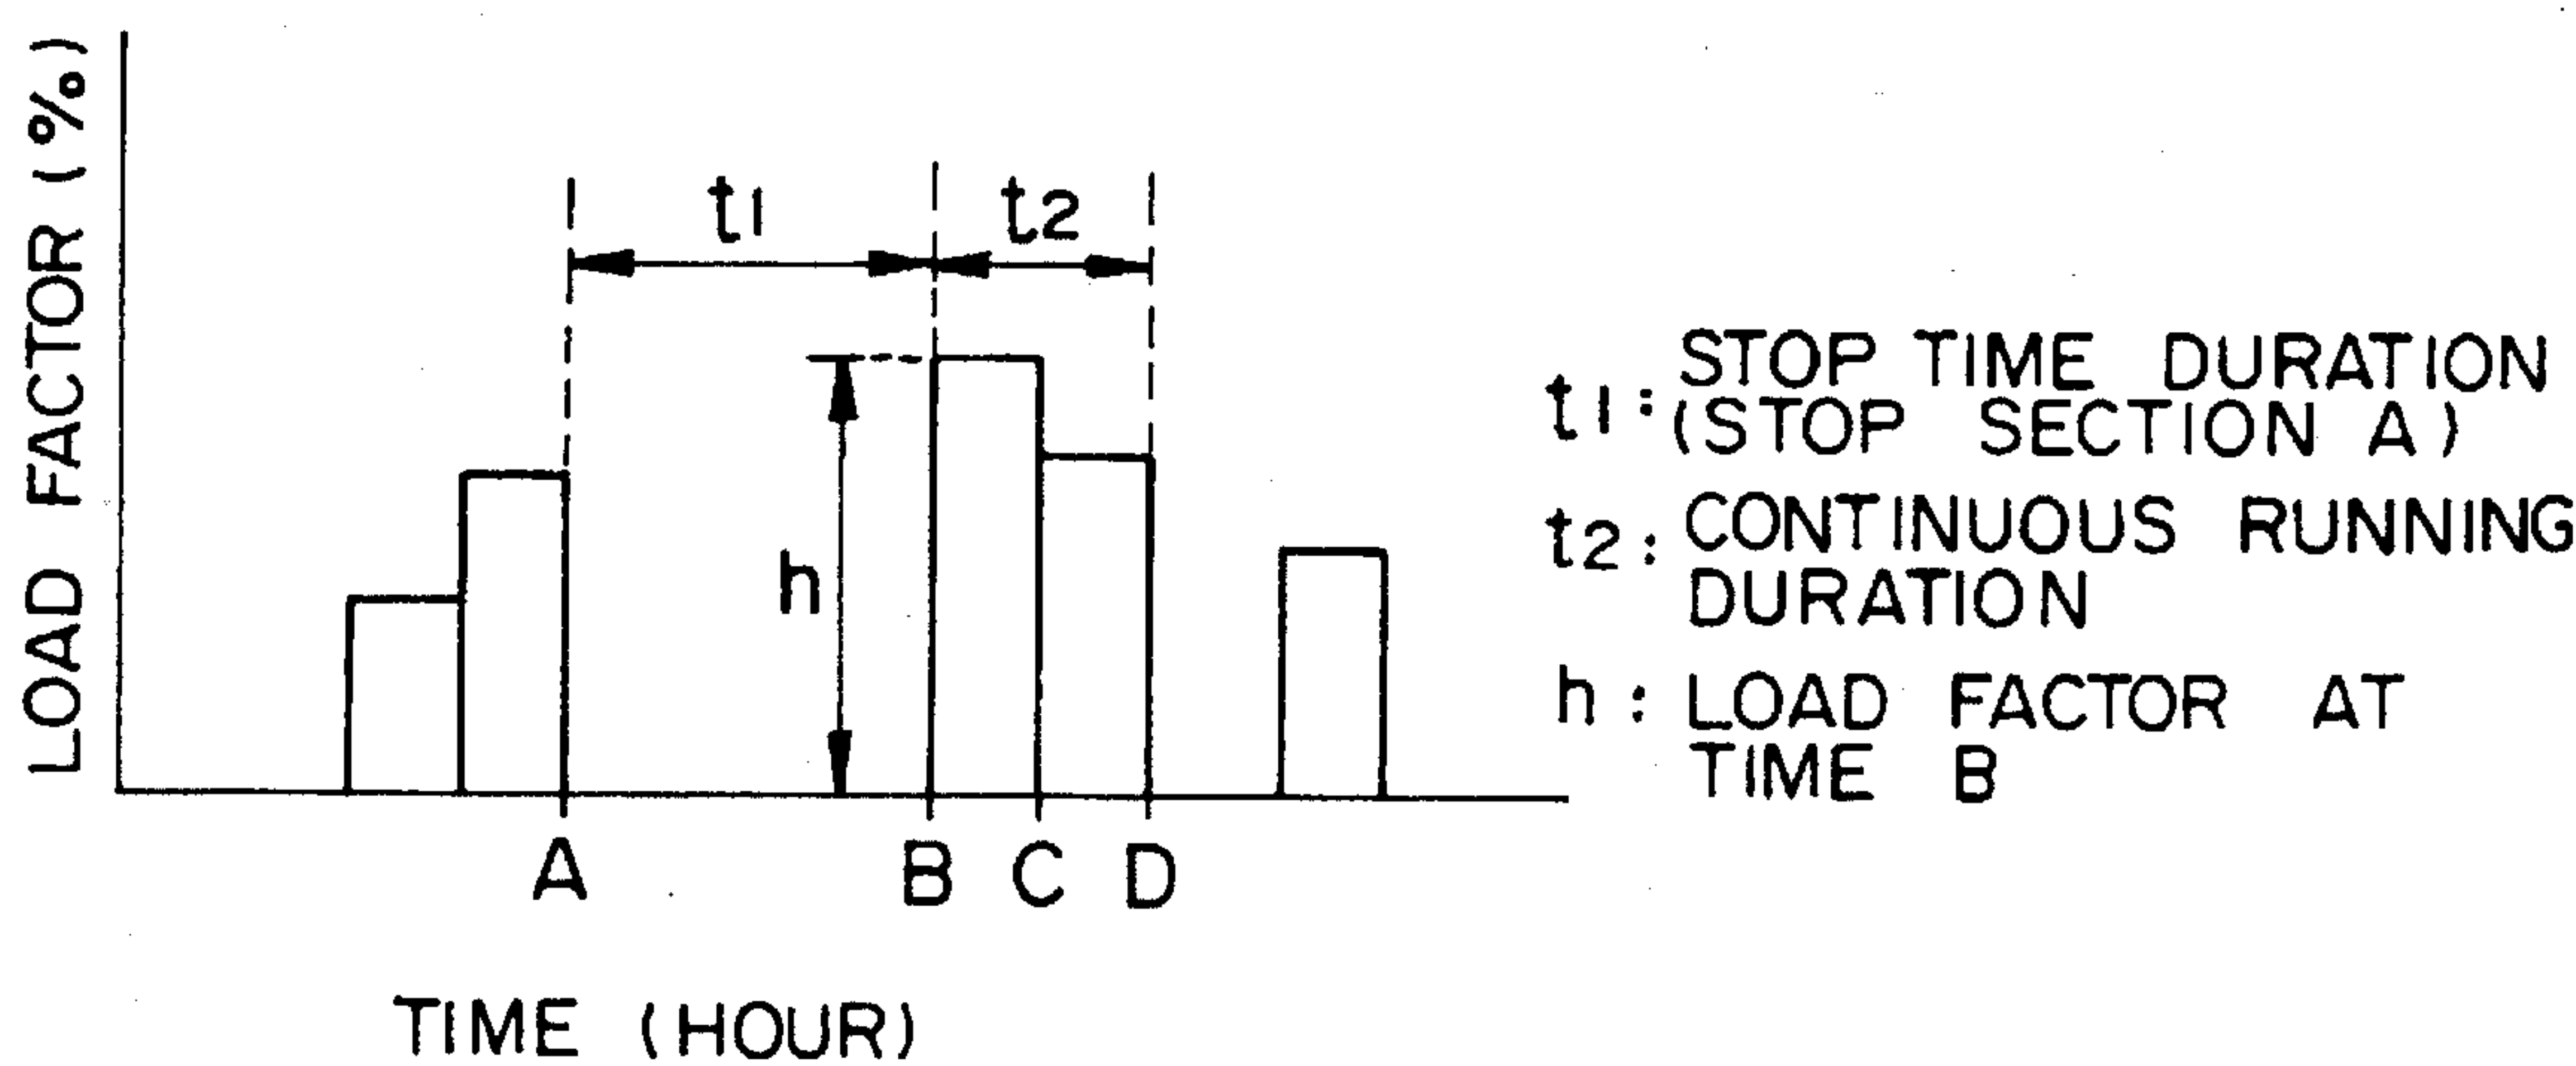 LOAD FACTOR (%)
t1
t2
h
A
B
C
D
TIME (HOUR)
t1: STOP TIME DURATION
(STOP SECTION A)
t2: CONTINUOUS RUNNING
DURATION
h: LOAD FACTOR AT
TIME B